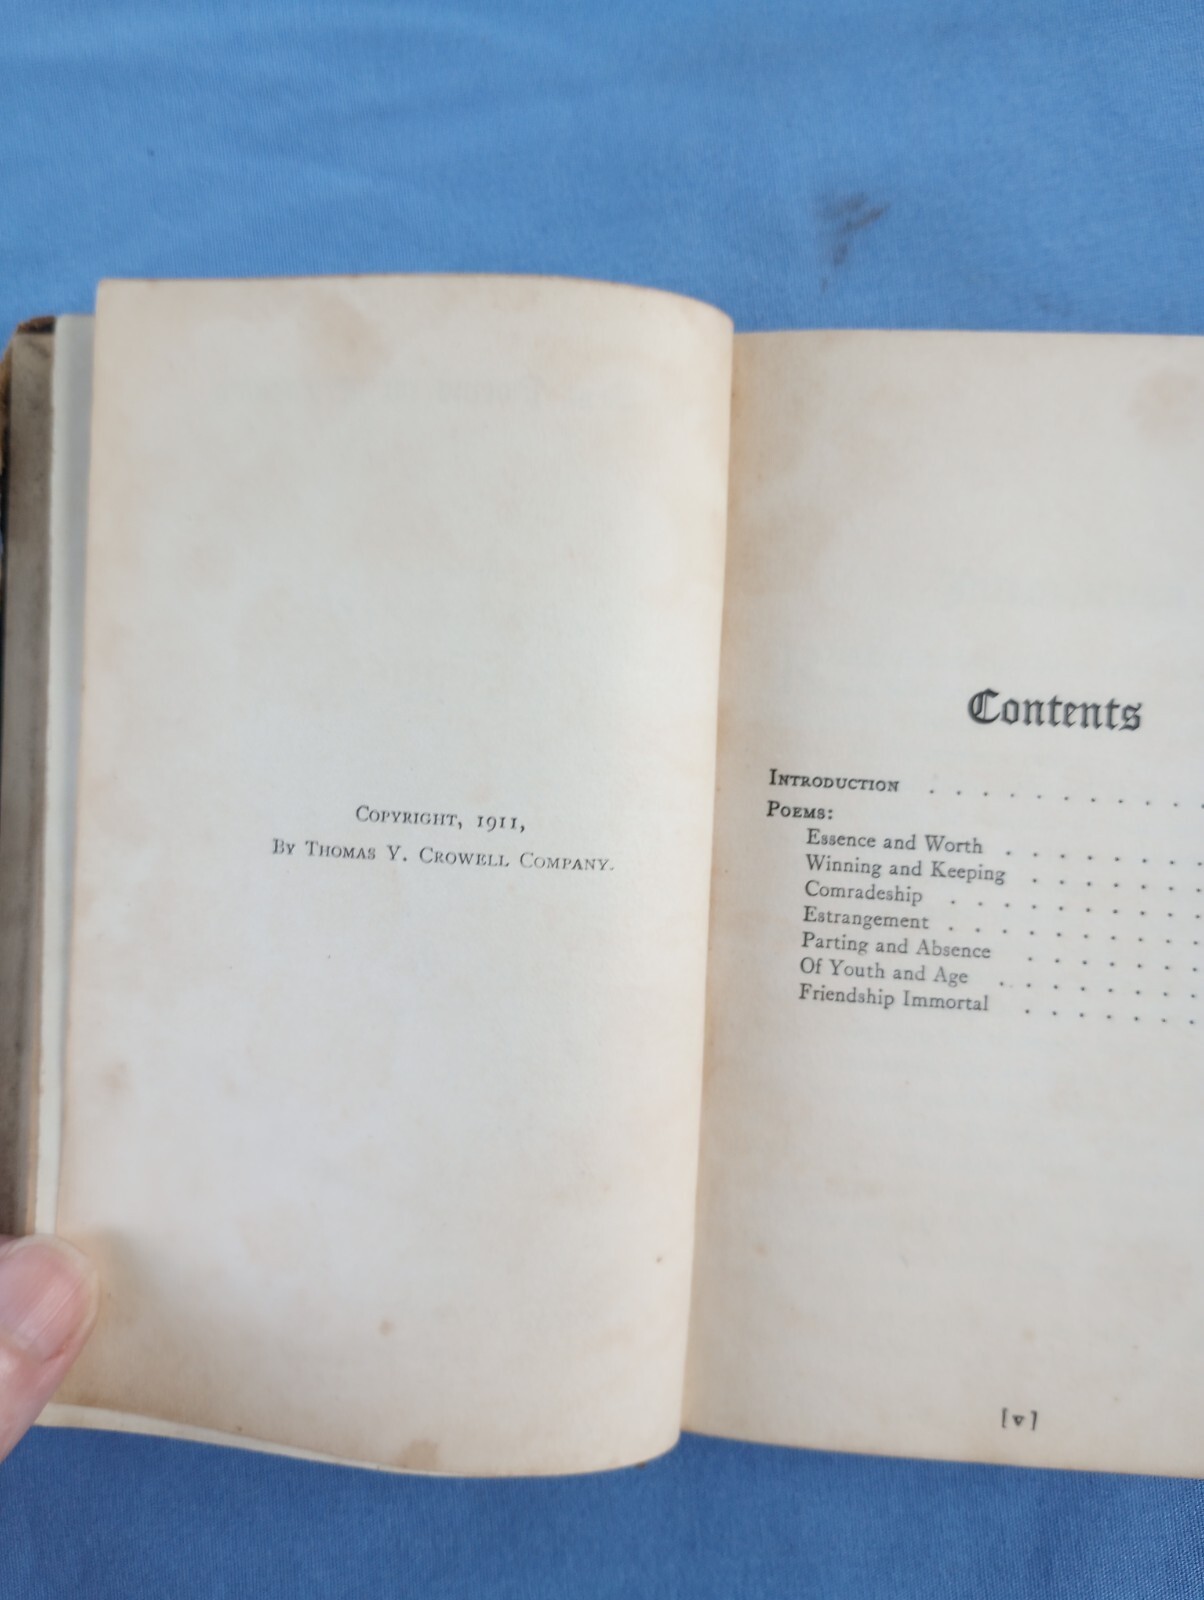 COPYRIGHT, 1911,
BY THOMAS Y. CROWELL COMPANY.
Contents
INTRODUCTION . . . . . . . . . .
POEMS:
Essence and Worth . . . . . . . .
Winning and Keeping . . . . . . .
Comradeship . . . . . . . . . .
Estrangement . . . . . . . . . .
Parting and Absence . . . . . . .
Of Youth and Age . . . . . . . .
Friendship Immortal . . . . . . .
[v]